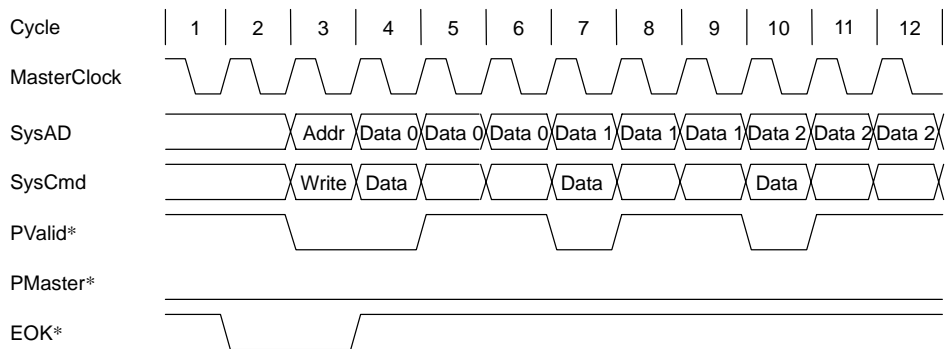 Cycle 1 2 3 4 5 6 7 8 9 10 11 12
MasterClock
SysAD Addr Data 0 Data 0 Data 0 Data 1 Data 1 Data 1 Data 2 Data 2 Data 2
SysCmd Write Data Data Data
PValid*
PMaster*
EOK*